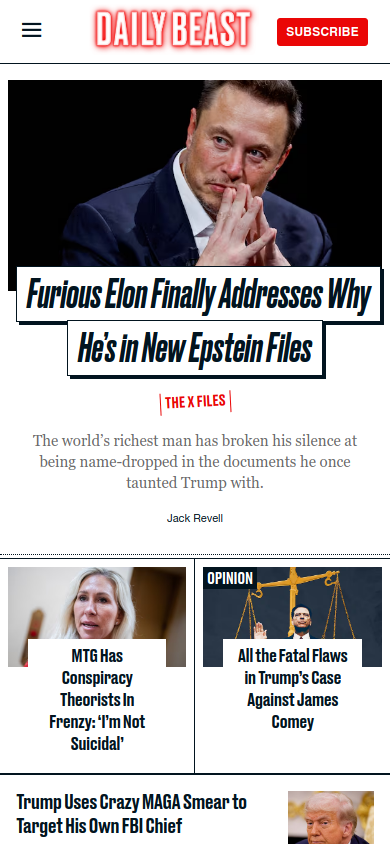 DAILY BEAST
SUBSCRIBE
Furious Elon Finally Addresses Why
He's in New Epstein Files
THE X FILES
The world's richest man has broken his silence at
being name-dropped in the documents he once
taunted Trump with.
Jack Revell
MTG Has
Conspiracy
Theorists In
Frenzy: 'I'm Not
Suicidal'
OPINION
All the Fatal Flaws
in Trump's Case
Against James
Comey
Trump Uses Crazy MAGA Smear to
Target His Own FBI Chief